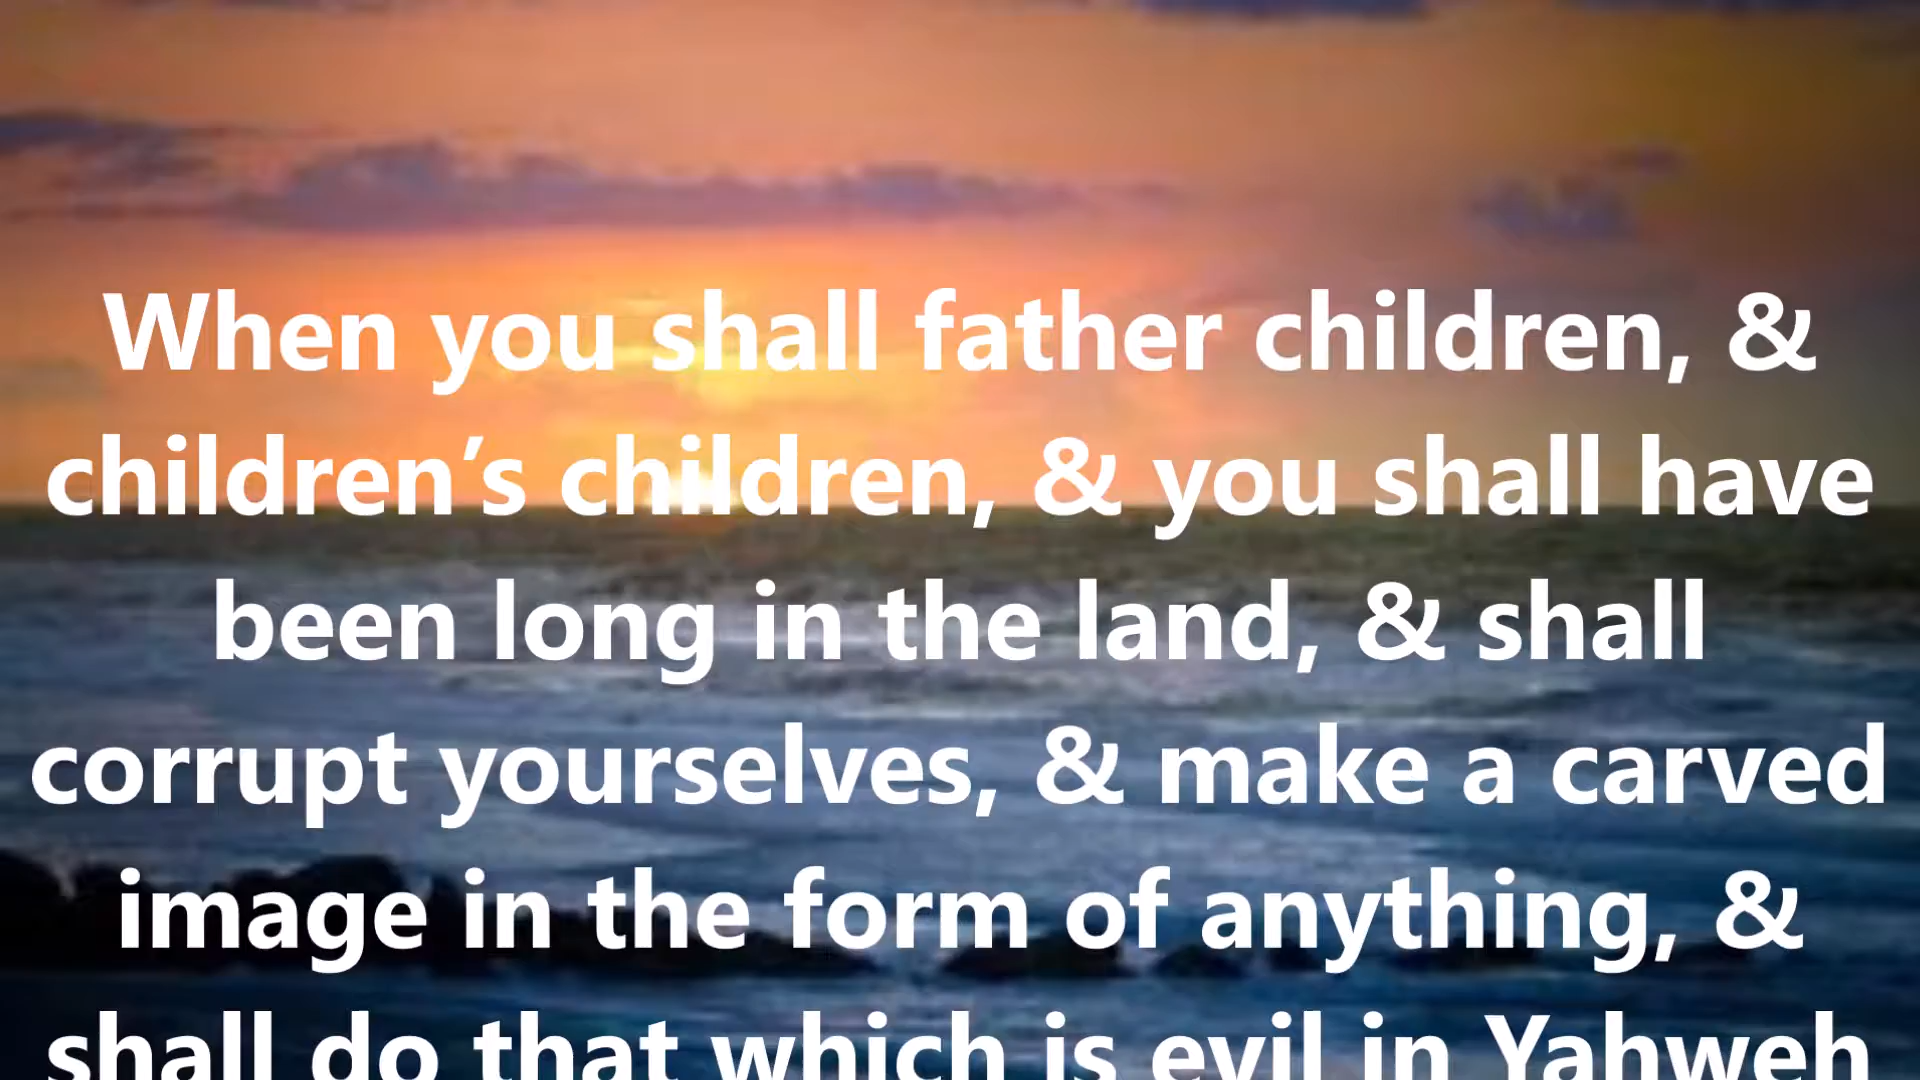 When you shall father children, &
children’s children, & you shall have
been long in the land, & shall
corrupt yourselves, & make a carved
image in the form of anything, &
shall do that which is evil in Yahweh